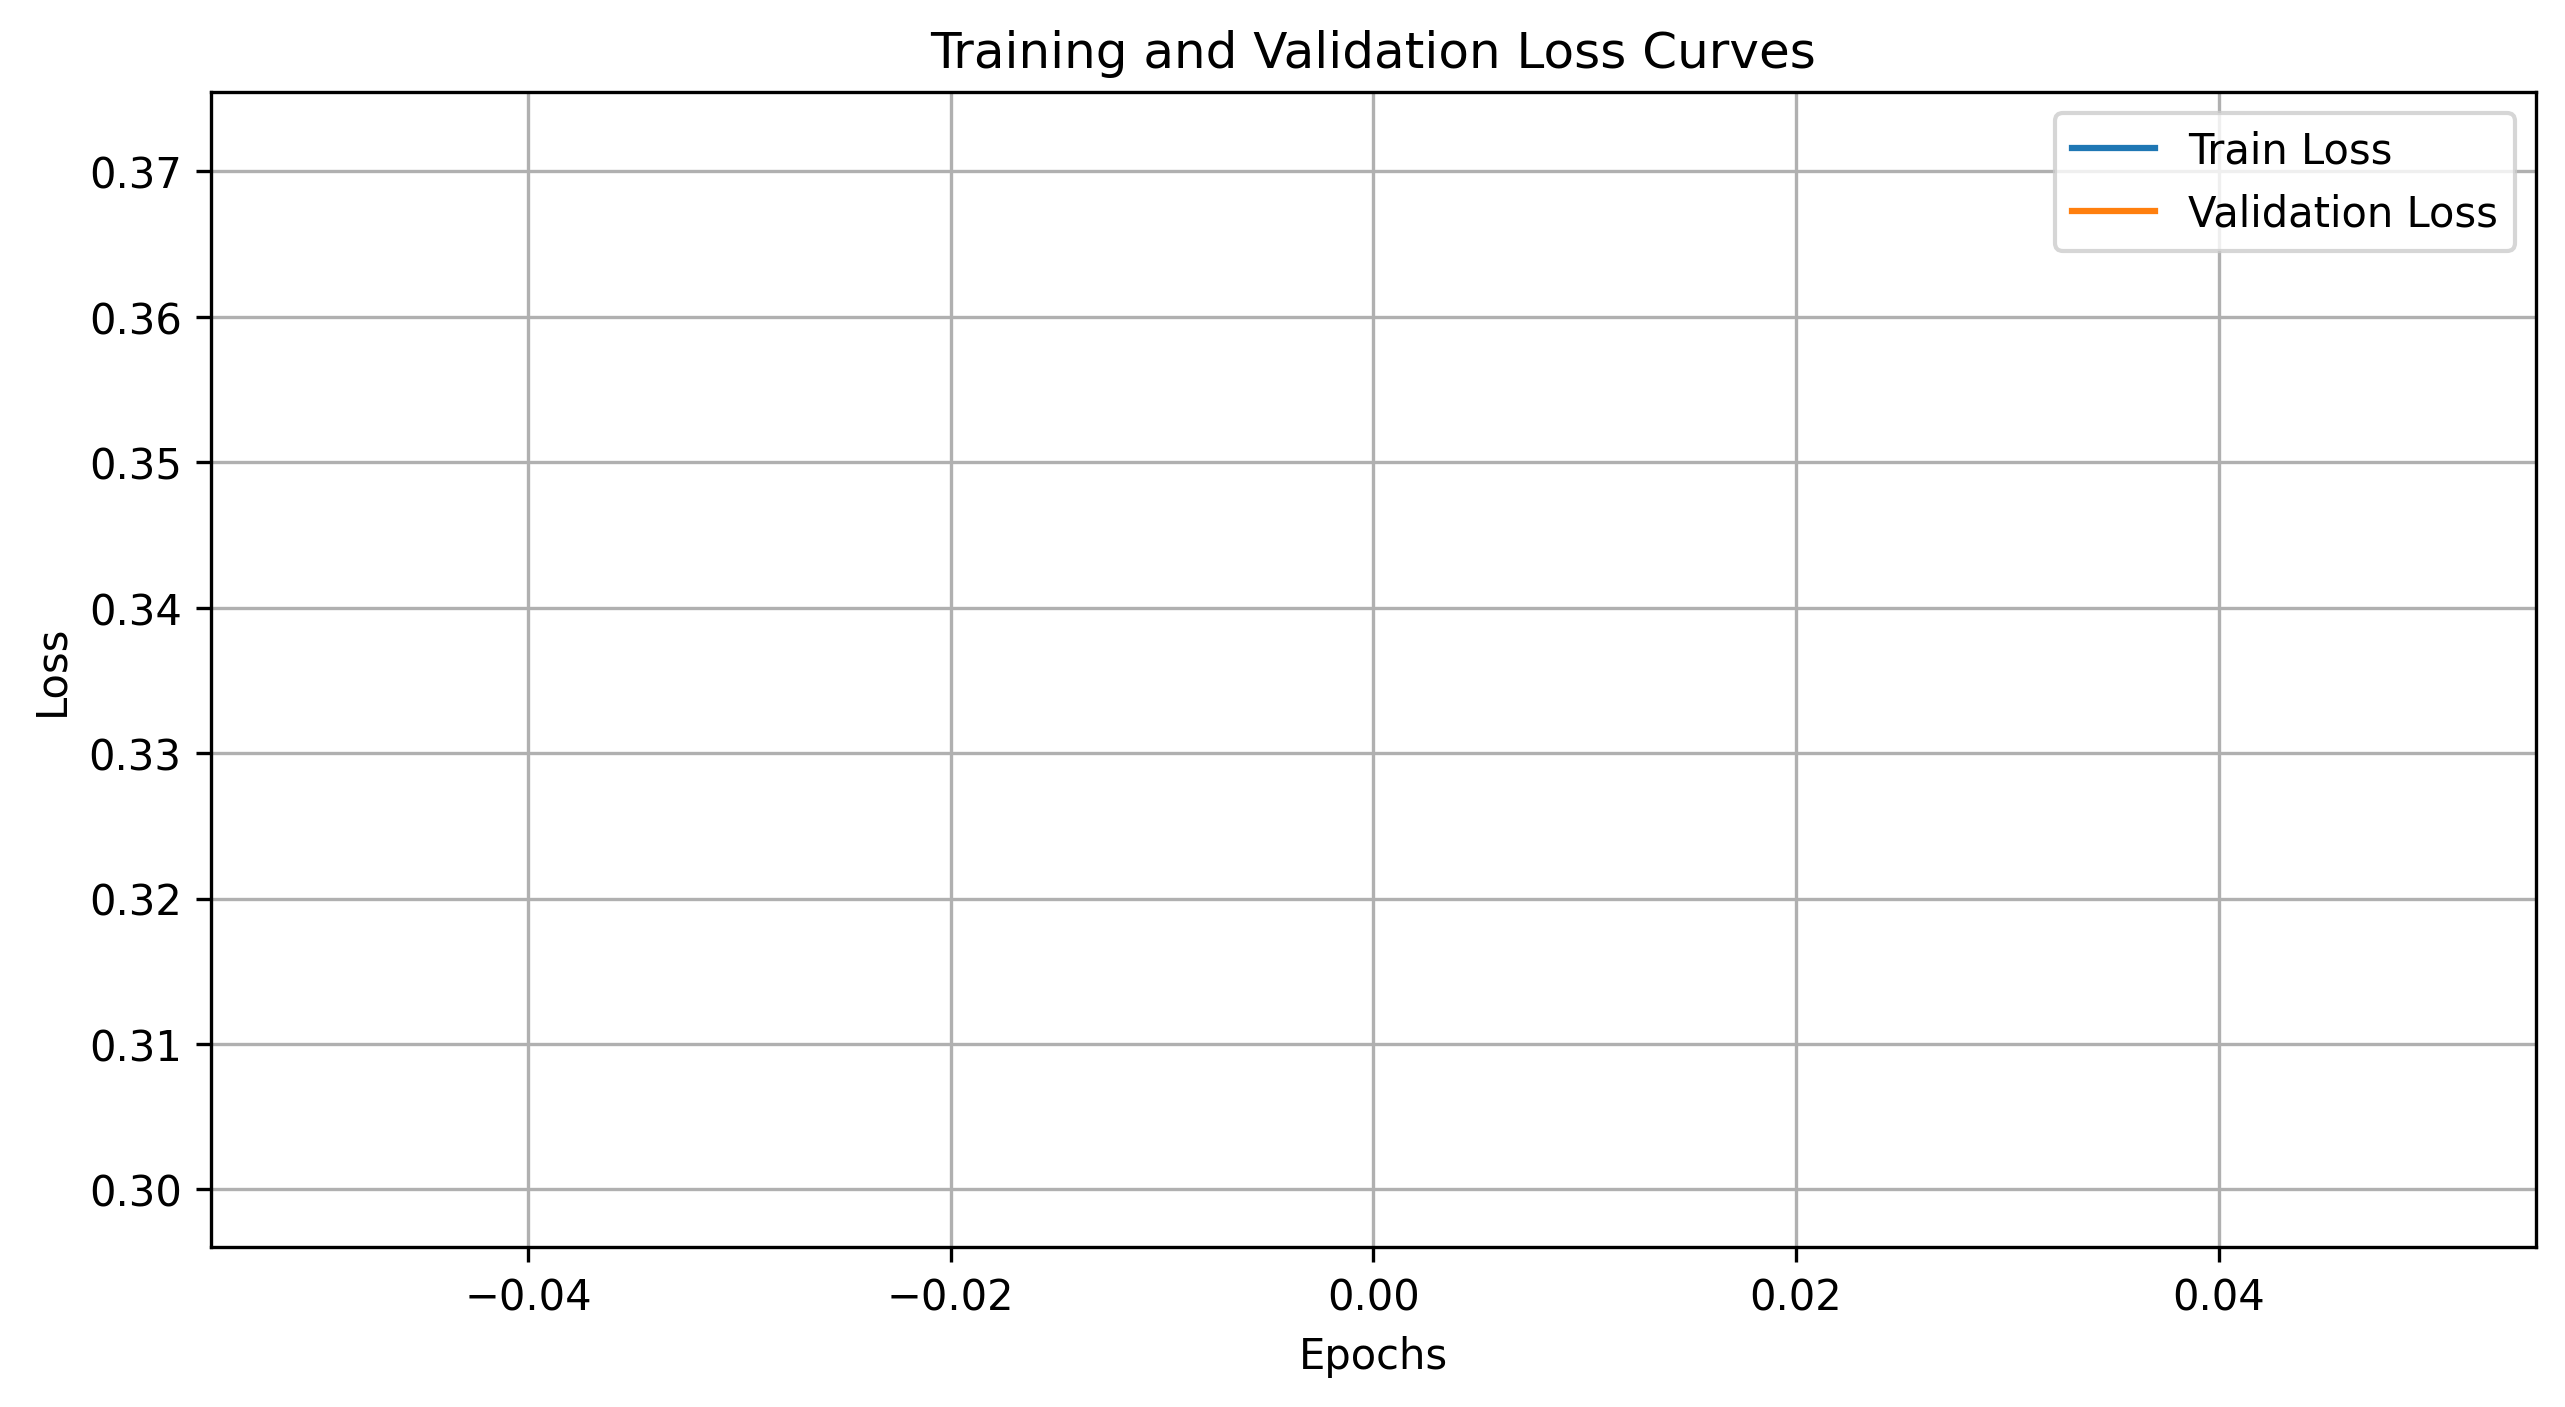 Training and Validation Loss Curves
Train Loss
Validation Loss
0.37
0.36
0.35
0.34
0.33
0.32
0.31
0.30
Loss
−0.04
−0.02
0.00
0.02
0.04
Epochs